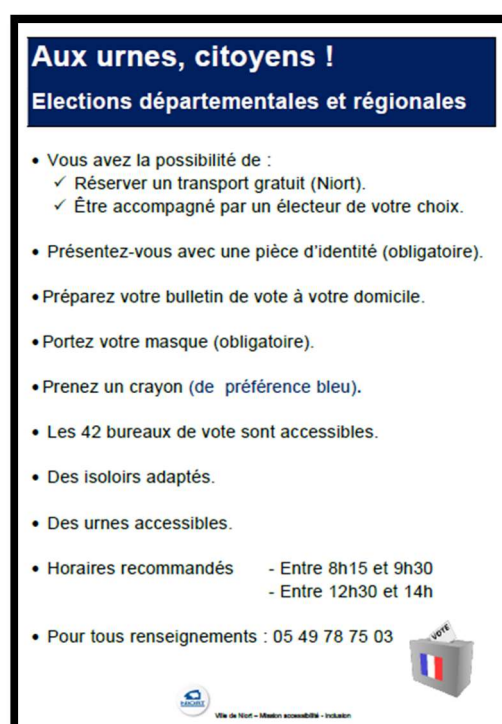 Aux urnes, citoyens !
Elections départementales et régionales
• Vous avez la possibilité de :
✓ Réserver un transport gratuit (Niort).
✓ Être accompagné par un électeur de votre choix.
• Présentez-vous avec une pièce d'identité (obligatoire).
• Préparez votre bulletin de vote à votre domicile.
• Portez votre masque (obligatoire).
• Prenez un crayon (de préférence bleu).
• Les 42 bureaux de vote sont accessibles.
• Des isoloirs adaptés.
• Des urnes accessibles.
• Horaires recommandés - Entre 8h15 et 9h30
- Entre 12h30 et 14h
• Pour tous renseignements : 05 49 78 75 03
VOTE
NIORT
Ville de Niort – Mission accessibilité - Inclusion